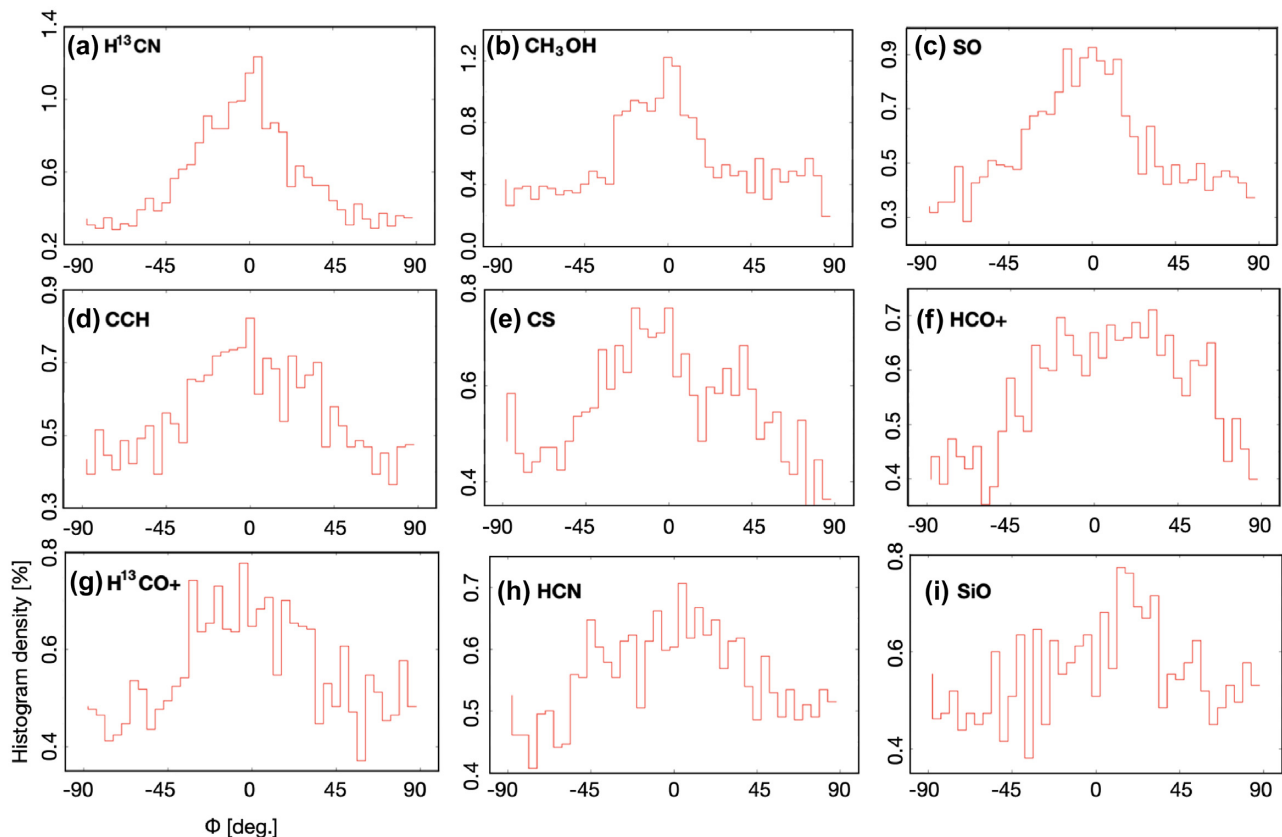 (a) H¹³CN
1.4
1.0
0.6
0.2
-90 -45 0 45 90
(b) CH₃OH
1.2
0.8
0.4
0.0
-90 -45 0 45 90
(c) SO
0.9
0.7
0.5
0.3
-90 -45 0 45 90
(d) CCH
0.9
0.7
0.5
0.3
-90 -45 0 45 90
(e) CS
0.8
0.6
0.4
-90 -45 0 45 90
(f) HCO+
0.7
0.6
0.5
0.4
-90 -45 0 45 90
(g) H¹³CO+
0.8
0.6
0.4
-90 -45 0 45 90
(h) HCN
0.7
0.6
0.5
0.4
-90 -45 0 45 90
(i) SiO
0.8
0.6
0.4
-90 -45 0 45 90
Histogram density [%]
Φ [deg.]